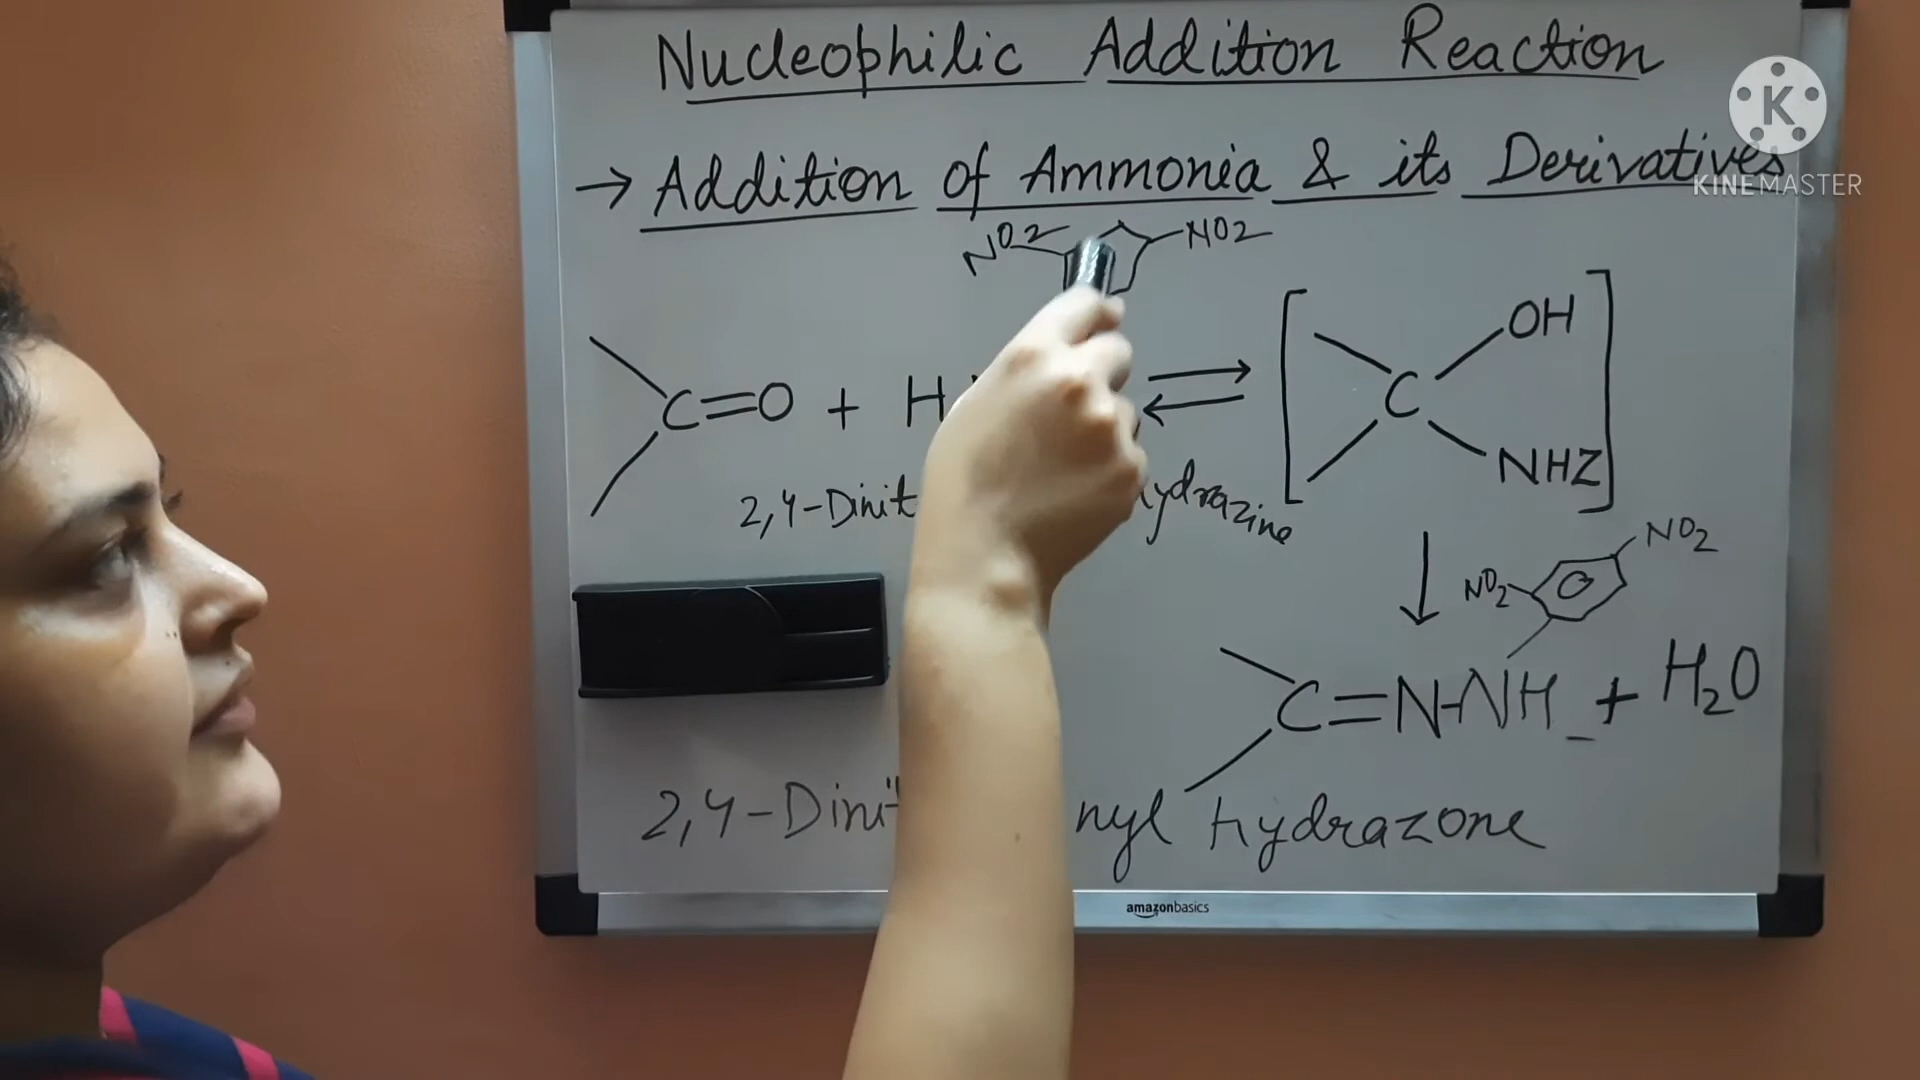 Nucleophilic Addition Reaction
K
KINEMASTER
→ Addition of Ammonia & its Derivatives
NO2 NO2
C=O + H ⇌ [C OH NHZ]
2,4-Dinit ydrazine
↓ NO2 NO2
C=N-NH + H2O
2,4-Dinit nyl hydrazone
amazonbasics